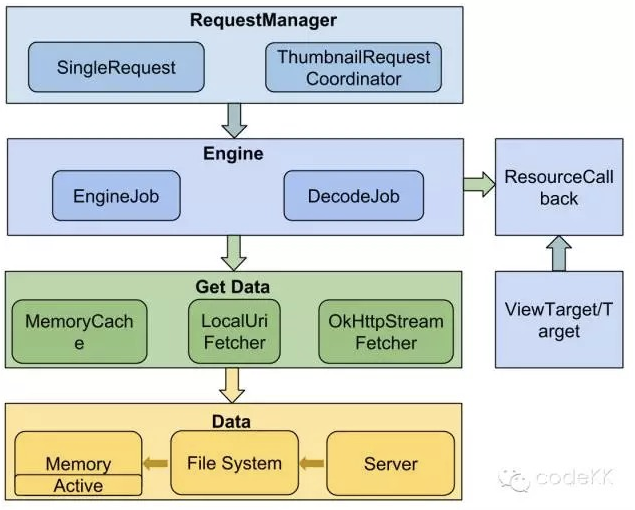 RequestManager
SingleRequest
ThumbnailRequest
Coordinator
Engine
EngineJob
DecodeJob
ResourceCall
back
Get Data
MemoryCach
e
LocalUri
Fetcher
OkHttpStream
Fetcher
ViewTarget/T
arget
Data
Memory
Active
File System
Server
codeKK